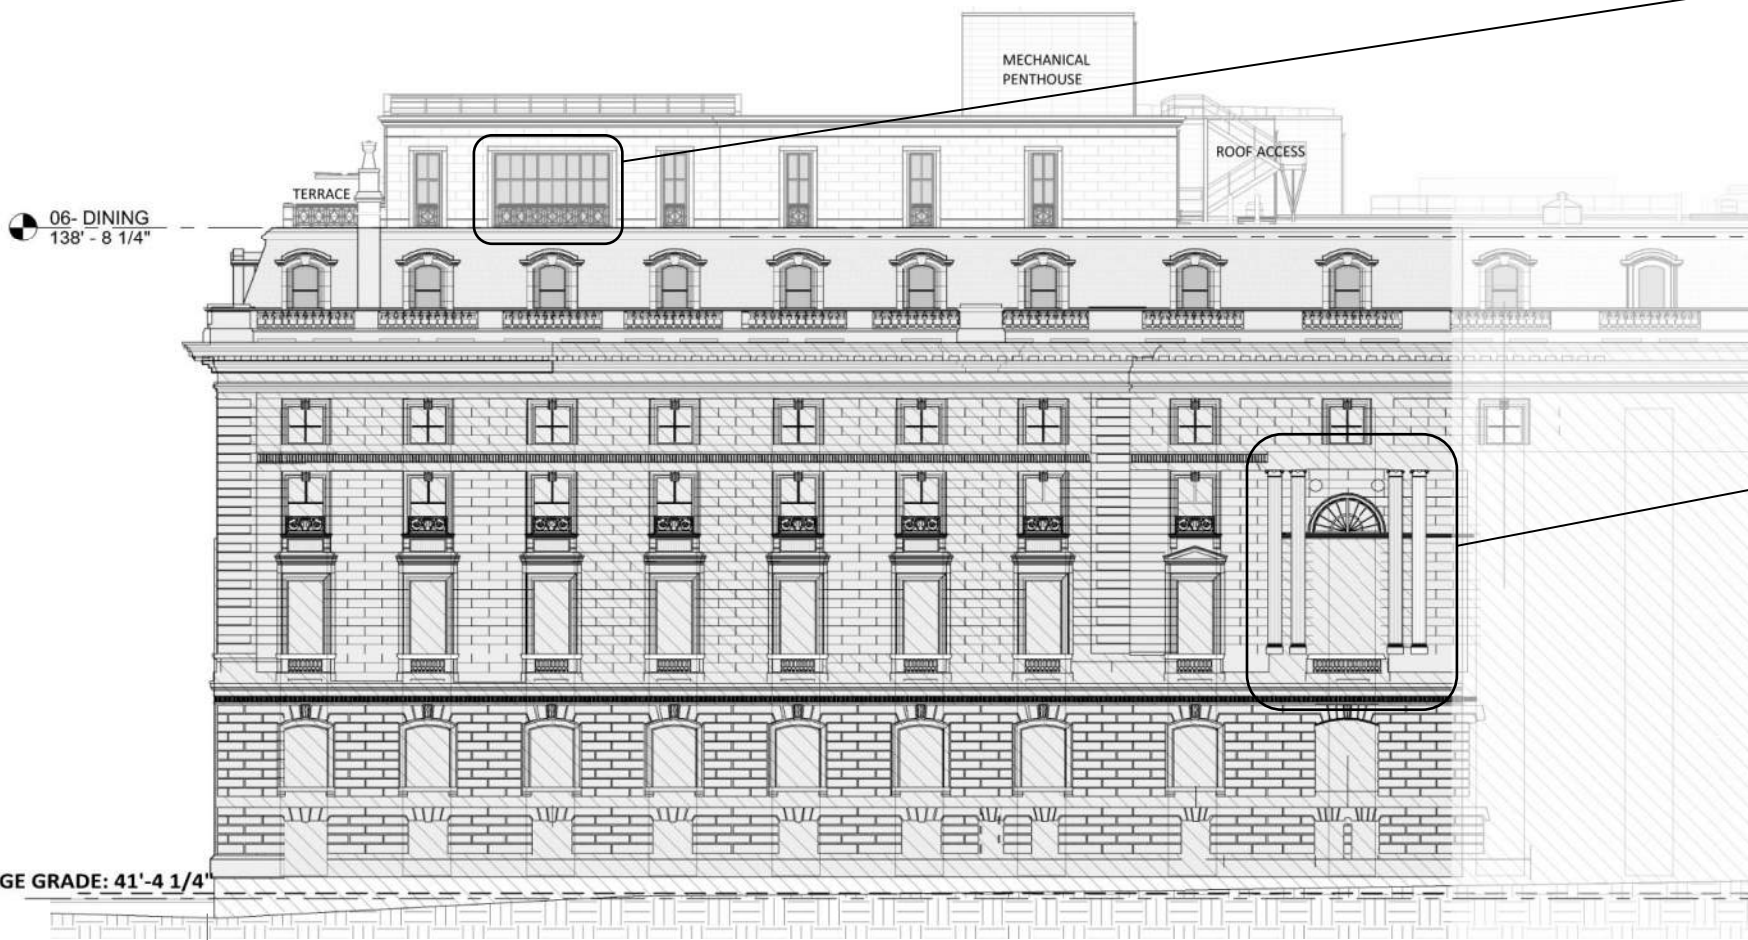 MECHANICAL
PENTHOUSE
ROOF ACCESS
TERRACE
06- DINING
138' - 8 1/4"
GE GRADE: 41'-4 1/4"